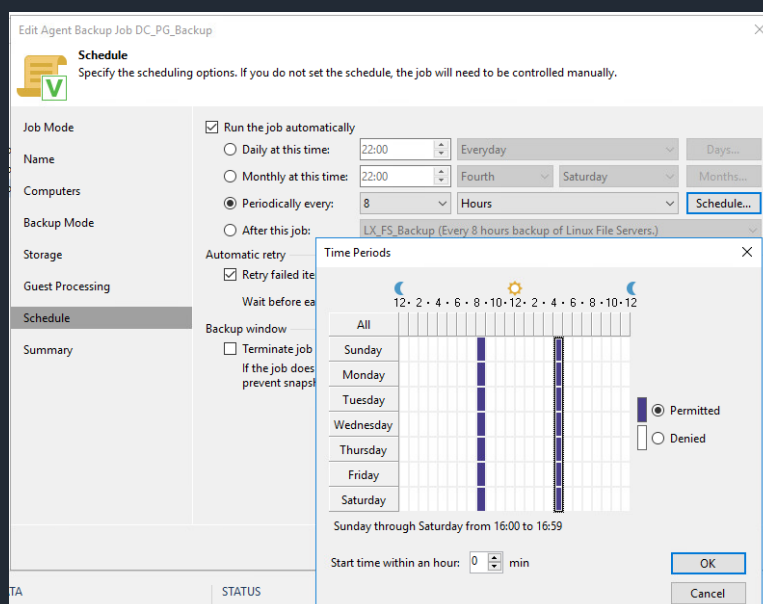 Edit Agent Backup Job DC_PG_Backup
Schedule
Specify the scheduling options. If you do not set the schedule, the job will need to be controlled manually.
Job Mode
Name
Computers
Backup Mode
Storage
Guest Processing
Schedule
Summary
Run the job automatically
Daily at this time: 22:00 Everyday Days...
Monthly at this time: 22:00 Fourth Saturday Months...
Periodically every: 8 Hours Schedule...
After this job: LX_FS_Backup (Every 8 hours backup of Linux File Servers.)
Automatic retry
Retry failed ite
Wait before ea
Backup window
Terminate job
If the job does
prevent snapsh
Time Periods
12 · 2 · 4 · 6 · 8 · 10 · 12 · 2 · 4 · 6 · 8 · 10 · 12
All
Sunday
Monday
Tuesday
Wednesday
Thursday
Friday
Saturday
Permitted
Denied
Sunday through Saturday from 16:00 to 16:59
Start time within an hour: 0 min
OK
Cancel
TA STATUS